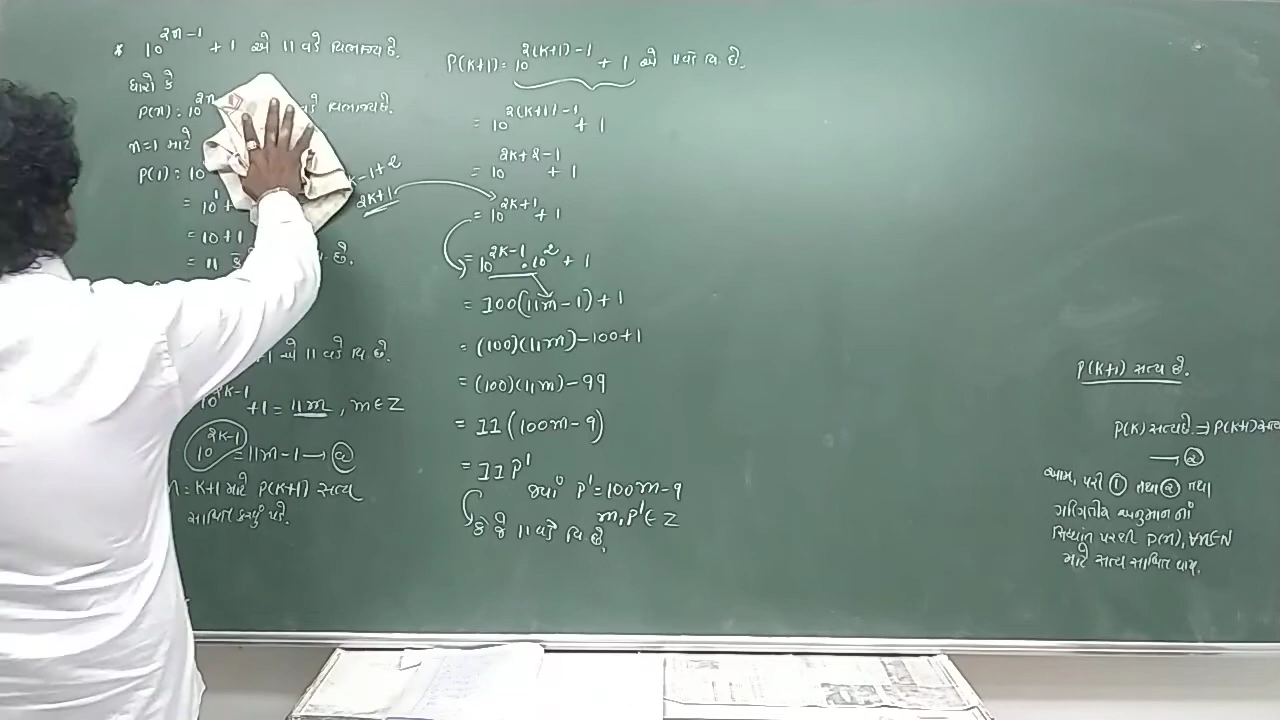 * 10^{2n-1} + 1 એ 11 વડે વિભાજ્ય છે.
ધારો કે
P(n) : 10^{2n} વડે વિભાજ્ય છે.
n=1 માટે
P(1) : 10
= 10^1 +
= 10+1
= 11 છે.
+1 એ 11 વડે વિ. છે.
10^{2k-1} +1 = 11m , m∈Z
10^{2k-1} = 11m-1 →
n = k+1 માટે P(k+1) સત્ય
સાબિત કરવું પડે.
k-1+2
2k+1
P(k+1) = 10^{2(k+1)-1} + 1 એ 11 વડે વિ. છે.
= 10^{2(k+1)-1} + 1
= 10^{2k+2-1} + 1
= 10^{2k+1} + 1
= 10^{2k-1} · 10^2 + 1
= 100(11m-1)+1
= (100)(11m)-100+1
= (100)(11m)-99
= 11(100m-9)
= 11P'
જ્યાં P'=100m-9
m,P'∈Z
કે જે 11 વડે વિ છે.
P(k+1) સત્ય છે.
P(k) સત્ય છે ⇒ P(k+1) સત્ય
→ ②
આમ, પરિ ① તથા ② તથા
ગણિતીય અનુમાન નાં
સિદ્ધાંત પરથી P(n), ∀n∈N
માટે સત્ય સાબિત થાય.